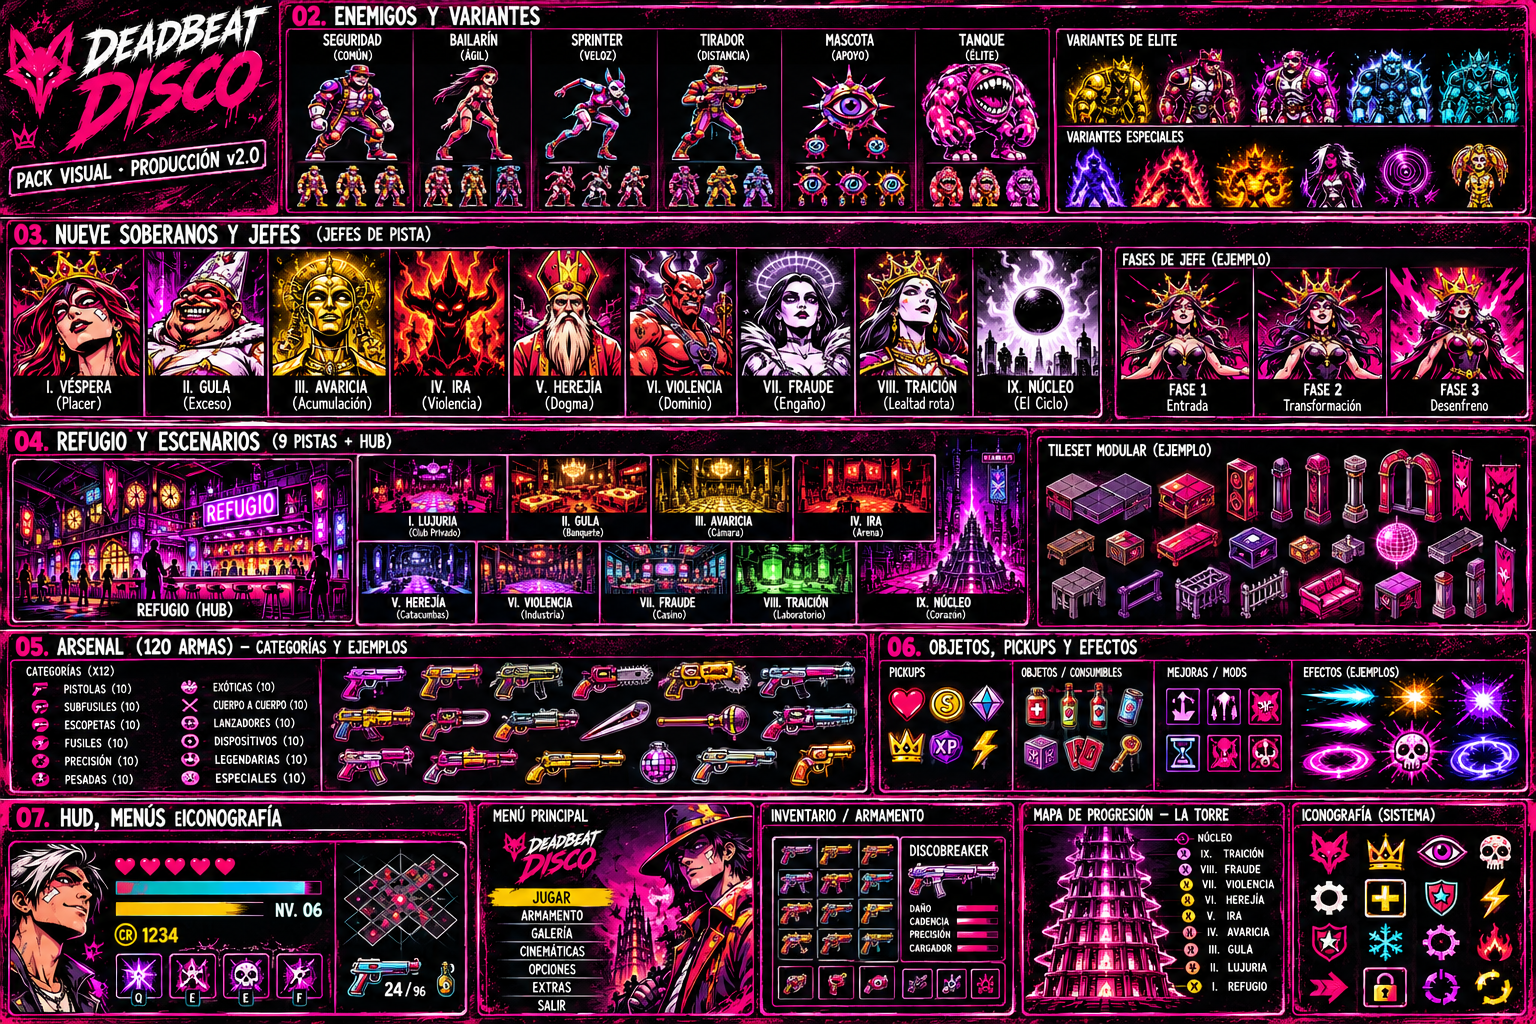 DEADBEAT
DISCO
PACK VISUAL · PRODUCCIÓN v2.0
02. ENEMIGOS Y VARIANTES
SEGURIDAD
(COMÚN)
BAILARÍN
(ÁGIL)
SPRINTER
(VELOZ)
TIRADOR
(DISTANCIA)
MASCOTA
(APOYO)
TANQUE
(ÉLITE)
VARIANTES DE ELITE
VARIANTES ESPECIALES
03. NUEVE SOBERANOS Y JEFES (JEFES DE PISTA)
I. VÉSPERA
(Placer)
II. GULA
(Exceso)
III. AVARICIA
(Acumulación)
IV. IRA
(Violencia)
V. HEREJÍA
(Dogma)
VI. VIOLENCIA
(Dominio)
VII. FRAUDE
(Engaño)
VIII. TRAICIÓN
(Lealtad rota)
IX. NÚCLEO
(El Ciclo)
FASES DE JEFE (EJEMPLO)
FASE 1
Entrada
FASE 2
Transformación
FASE 3
Desenfreno
04. REFUGIO Y ESCENARIOS (9 PISTAS + HUB)
REFUGIO
REFUGIO (HUB)
I. LUJURIA
(Club Privado)
II. GULA
(Banquete)
III. AVARICIA
(Cámara)
IV. IRA
(Arena)
V. HEREJÍA
(Catacumbas)
VI. VIOLENCIA
(Industria)
VII. FRAUDE
(Casino)
VIII. TRAICIÓN
(Laboratorio)
IX. NÚCLEO
(Corazón)
TILESET MODULAR (EJEMPLO)
05. ARSENAL (120 ARMAS) – CATEGORÍAS Y EJEMPLOS
CATEGORÍAS (X12)
PISTOLAS (10)
SUBFUSILES (10)
ESCOPETAS (10)
FUSILES (10)
PRECISIÓN (10)
PESADAS (10)
EXÓTICAS (10)
CUERPO A CUERPO (10)
LANZADORES (10)
DISPOSITIVOS (10)
LEGENDARIAS (10)
ESPECIALES (10)
06. OBJETOS, PICKUPS Y EFECTOS
PICKUPS
S
XP
OBJETOS / CONSUMIBLES
MEJORAS / MODS
EFECTOS (EJEMPLOS)
07. HUD, MENÚS EICONOGRAFÍA
NV. 06
CR 1234
Q
E
E
F
24/96
MENÚ PRINCIPAL
DEADBEAT
DISCO
JUGAR
ARMAMENTO
GALERÍA
CINEMÁTICAS
OPCIONES
EXTRAS
SALIR
INVENTARIO / ARMAMENTO
DISCOBREAKER
DAÑO
CADENCIA
PRECISIÓN
CARGADOR
MAPA DE PROGRESIÓN – LA TORRE
NÚCLEO
IX. TRAICIÓN
VIII. FRAUDE
VII. VIOLENCIA
VI. HEREJÍA
V. IRA
IV. AVARICIA
III. GULA
II. LUJURIA
I. REFUGIO
ICONOGRAFÍA (SISTEMA)